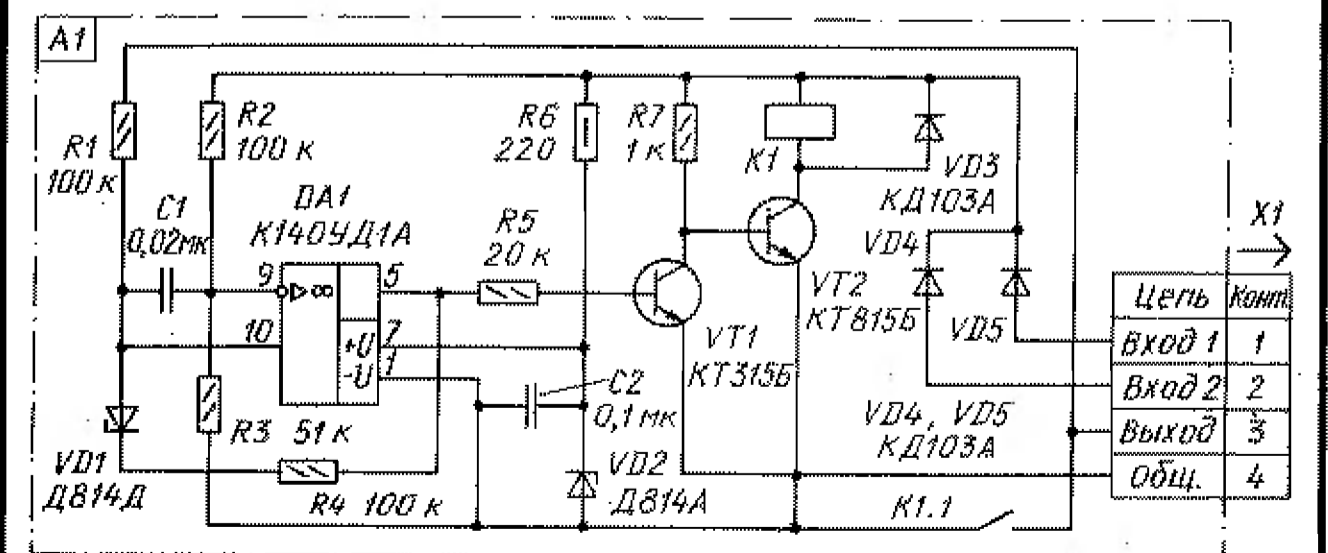 A1
R1
100 к
R2
100 к
C1
0,02мк
DA1
К140УД1А
9
10
▷∞
+U
-U
5
7
1
R3 51 к
VD1
Д814Д
R4 100 к
R5
20 к
R6
220
R7
1 к
C2
0,1 мк
VD2
Д814А
VT1
КТ315Б
K1
VT2
КТ815Б
VD3
КД103А
VD4
VD5
VD4, VD5
КД103А
K1.1
X1
Цепь Конт.
Вход 1 1
Вход 2 2
Выход 3
Общ. 4